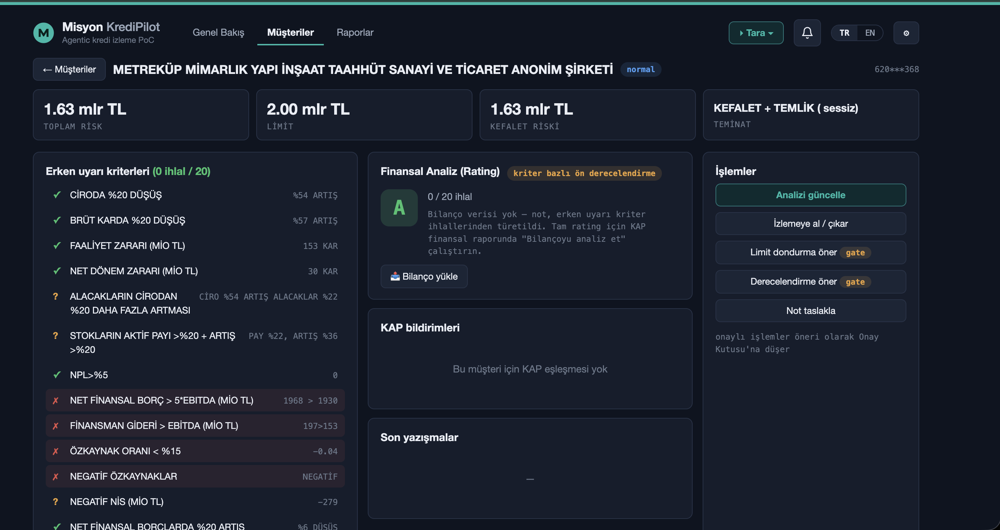 Misyon KrediPilot
Agentic kredi izleme PoC
Genel Bakış
Müşteriler
Raporlar
Tara
TR
EN
← Müşteriler
METREKÜP MİMARLIK YAPI İNŞAAT TAAHHÜT SANAYİ VE TİCARET ANONİM ŞİRKETİ
normal
620***368
1.63 mlr TL
TOPLAM RİSK
2.00 mlr TL
LİMİT
1.63 mlr TL
KEFALET RİSKİ
KEFALET + TEMLİK ( sessiz)
TEMİNAT
Erken uyarı kriterleri (0 ihlal / 20)
✓ CİRODA %20 DÜŞÜŞ %54 ARTIŞ
✓ BRÜT KARDA %20 DÜŞÜŞ %57 ARTIŞ
✓ FAALİYET ZARARI (MİO TL) 153 KAR
✓ NET DÖNEM ZARARI (MİO TL) 30 KAR
? ALACAKLARIN CİRODAN CİRO %54 ARTIŞ ALACAKLAR %22
%20 DAHA FAZLA ARTMASI
? STOKLARIN AKTİF PAYI >%20 + ARTIŞ PAY %22, ARTIŞ %36
>%20
✓ NPL>%5 0
✗ NET FİNANSAL BORÇ > 5*EBITDA (MİO TL) 1968 > 1930
✗ FİNANSMAN GİDERİ > EBİTDA (MİO TL) 197>153
✗ ÖZKAYNAK ORANI < %15 −0.04
✗ NEGATİF ÖZKAYNAKLAR NEGATİF
? NEGATİF NİS (MİO TL) −279
✓ NET FİNANSAL BORÇLARDA %20 ARTIŞ %6 DÜŞÜŞ
Finansal Analiz (Rating)
kriter bazlı ön derecelendirme
A
0 / 20 ihlal
Bilanço verisi yok — not, erken uyarı kriter
ihlallerinden türetildi. Tam rating için KAP
finansal raporunda "Bilançoyu analiz et"
çalıştırın.
Bilanço yükle
KAP bildirimleri
Bu müşteri için KAP eşleşmesi yok
Son yazışmalar
—
İşlemler
Analizi güncelle
İzlemeye al / çıkar
Limit dondurma öner gate
Derecelendirme öner gate
Not taslakla
onaylı işlemler öneri olarak Onay
Kutusu'na düşer